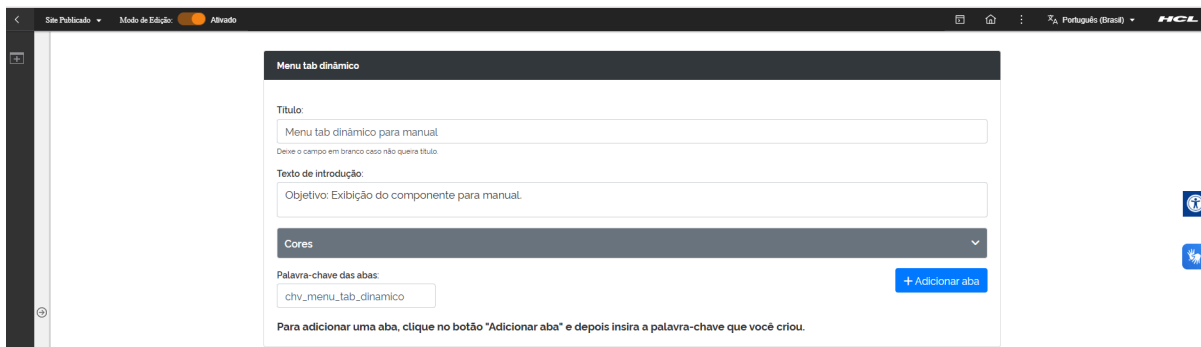 Site Publicado Modo de Edição: Ativado Português (Brasil) HCL
Menu tab dinâmico
Título:
Menu tab dinâmico para manual
Deixe o campo em branco caso não queira título.
Texto de introdução:
Objetivo: Exibição do componente para manual.
Cores
Palavra-chave das abas:
+ Adicionar aba
chv_menu_tab_dinamico
Para adicionar uma aba, clique no botão "Adicionar aba" e depois insira a palavra-chave que você criou.